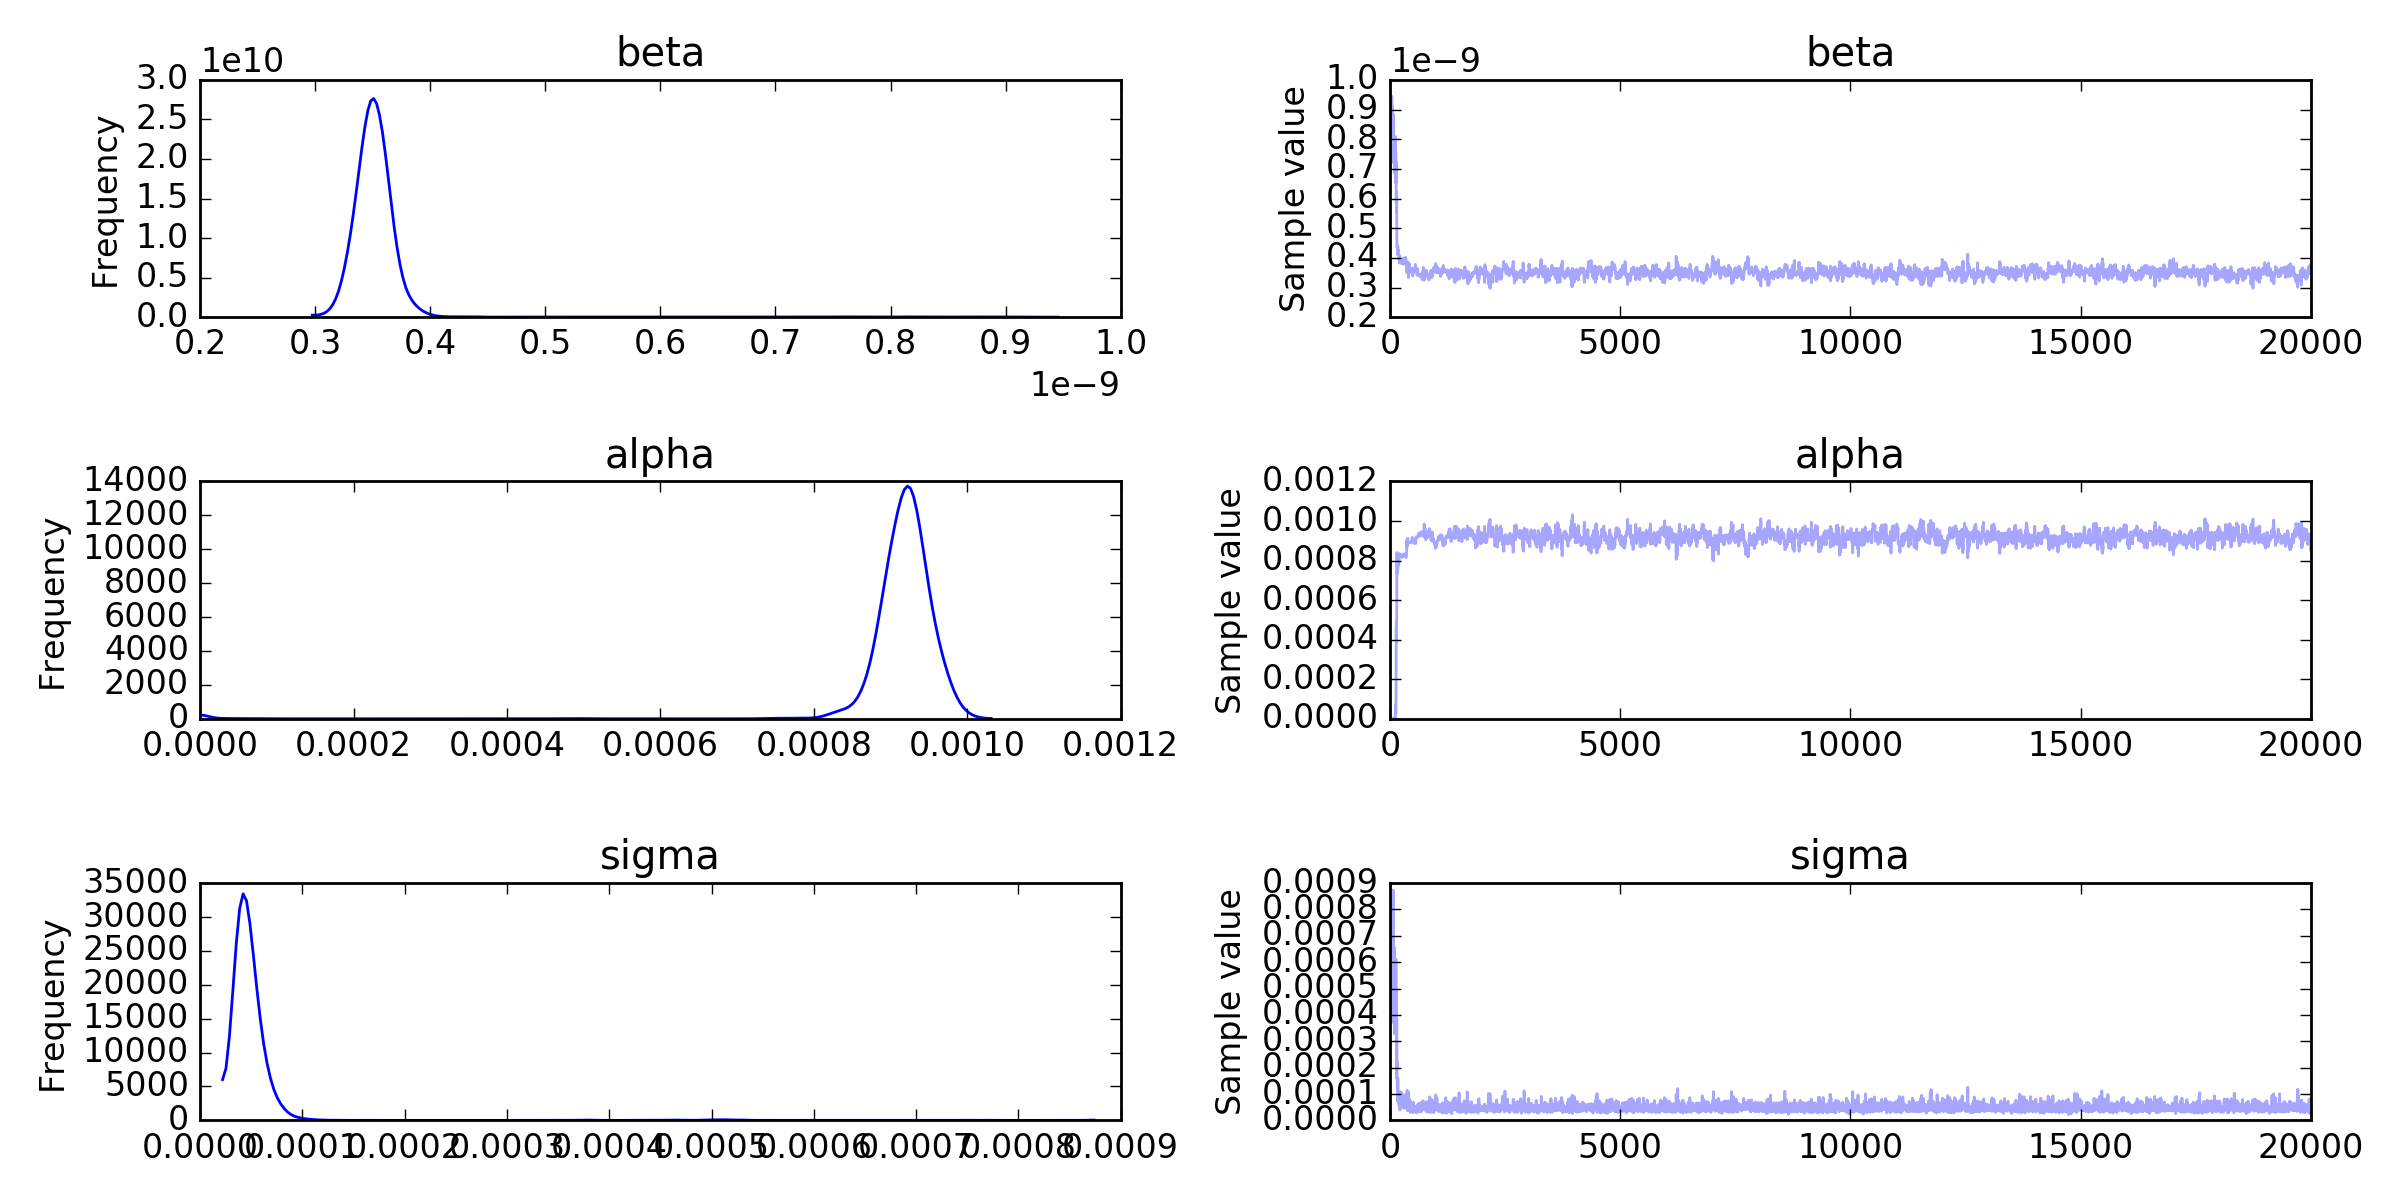 beta
1e10
Frequency
3.0
2.5
2.0
1.5
1.0
0.5
0.0
0.2 0.3 0.4 0.5 0.6 0.7 0.8 0.9 1.0
1e−9
beta
1e−9
Sample value
1.0
0.9
0.8
0.7
0.6
0.5
0.4
0.3
0.2
0 5000 10000 15000 20000
alpha
Frequency
14000
12000
10000
8000
6000
4000
2000
0
0.0000 0.0002 0.0004 0.0006 0.0008 0.0010 0.0012
alpha
Sample value
0.0012
0.0010
0.0008
0.0006
0.0004
0.0002
0.0000
0 5000 10000 15000 20000
sigma
Frequency
35000
30000
25000
20000
15000
10000
5000
0
0.0000 0.0001 0.0002 0.0003 0.0004 0.0005 0.0006 0.0007 0.0008 0.0009
sigma
Sample value
0.0009
0.0008
0.0007
0.0006
0.0005
0.0004
0.0003
0.0002
0.0001
0.0000
0 5000 10000 15000 20000